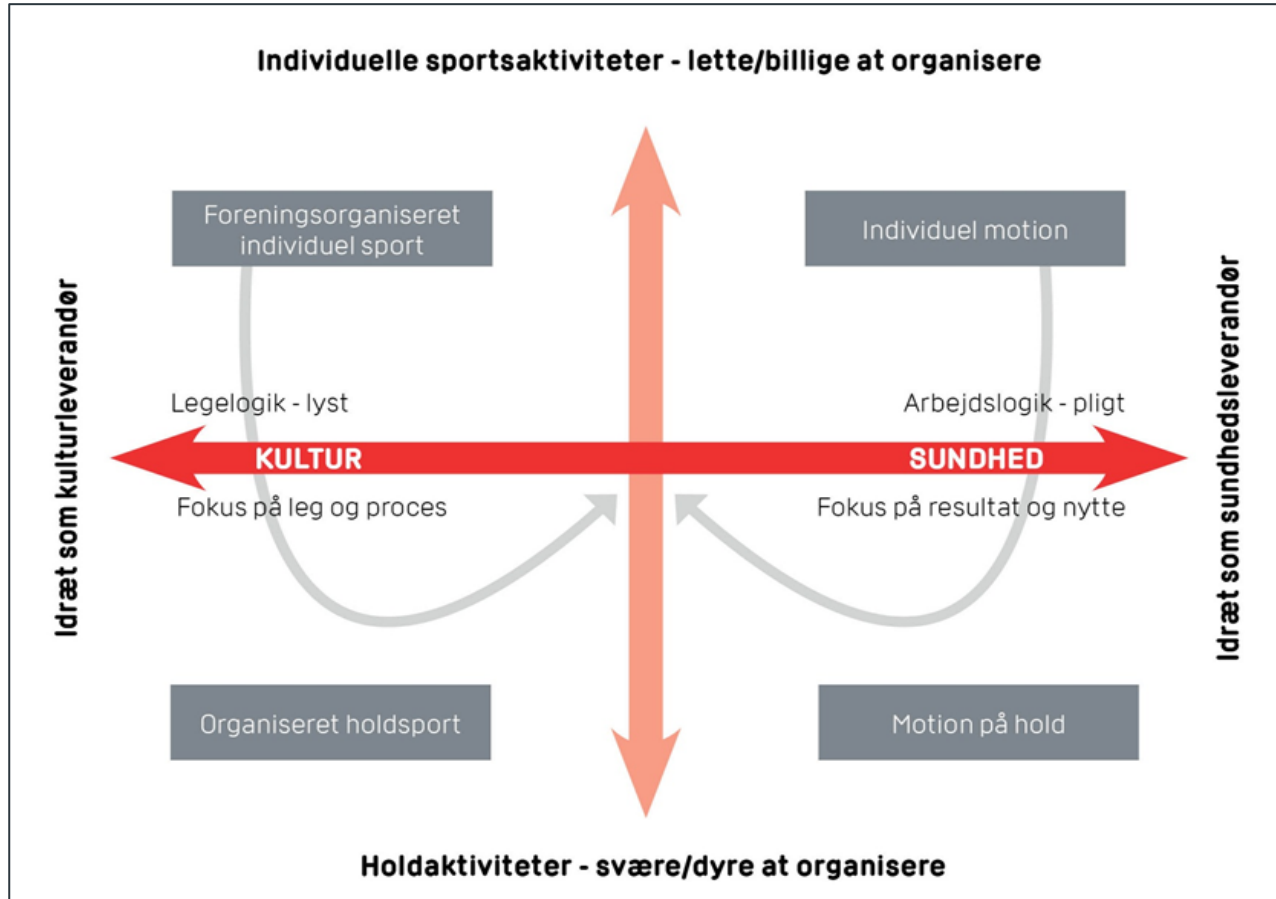 Individuelle sportsaktiviteter - lette/billige at organisere
Foreningsorganiseret
individuel sport
Individuel motion
Idræt som kulturleverandør
Legelogik - lyst
Arbejdslogik - pligt
KULTUR
SUNDHED
Fokus på leg og proces
Fokus på resultat og nytte
Idræt som sundhedsleverandør
Organiseret holdsport
Motion på hold
Holdaktiviteter - svære/dyre at organisere